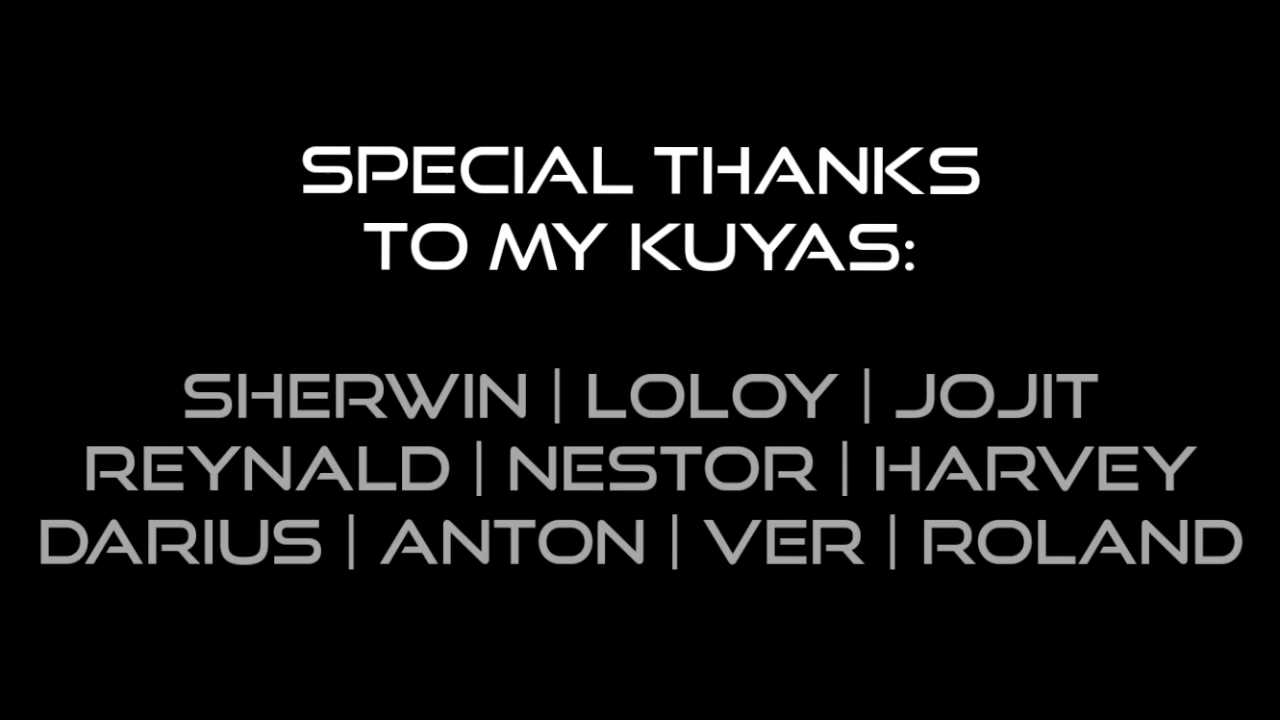 SPECIAL THANKS
TO MY KUYAS:
SHERWIN | LOLOY | JOJIT
REYNALD | NESTOR | HARVEY
DARIUS | ANTON | VER | ROLAND